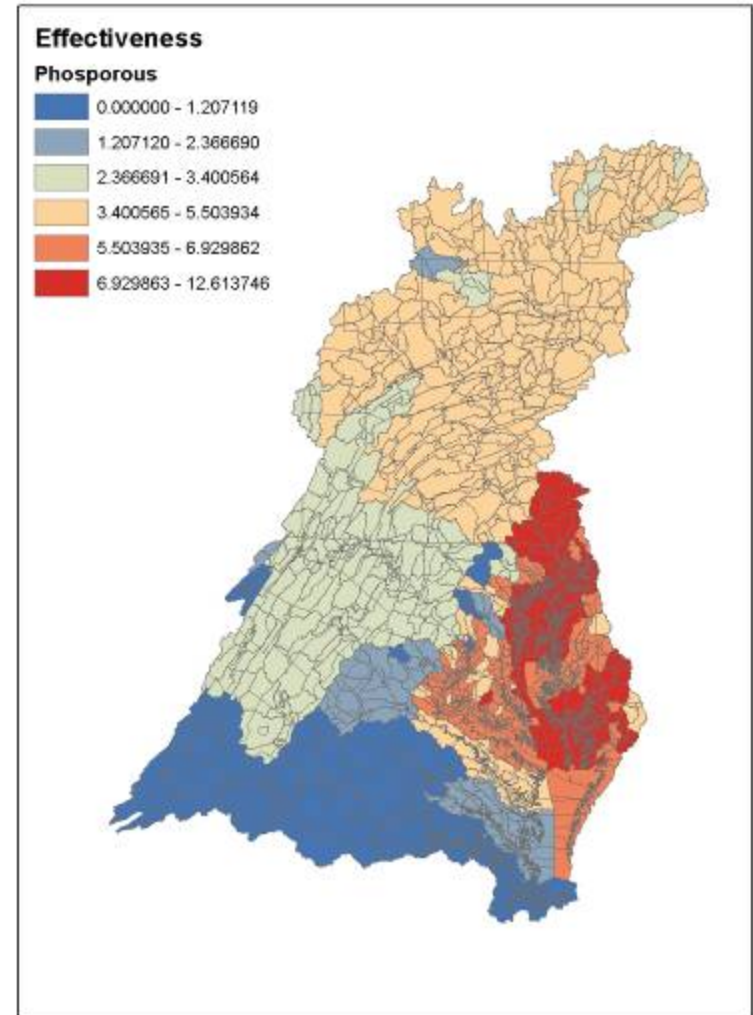 Effectiveness
Phosporous
0.000000 - 1.207119
1.207120 - 2.366690
2.366691 - 3.400564
3.400565 - 5.503934
5.503935 - 6.929862
6.929863 - 12.613746